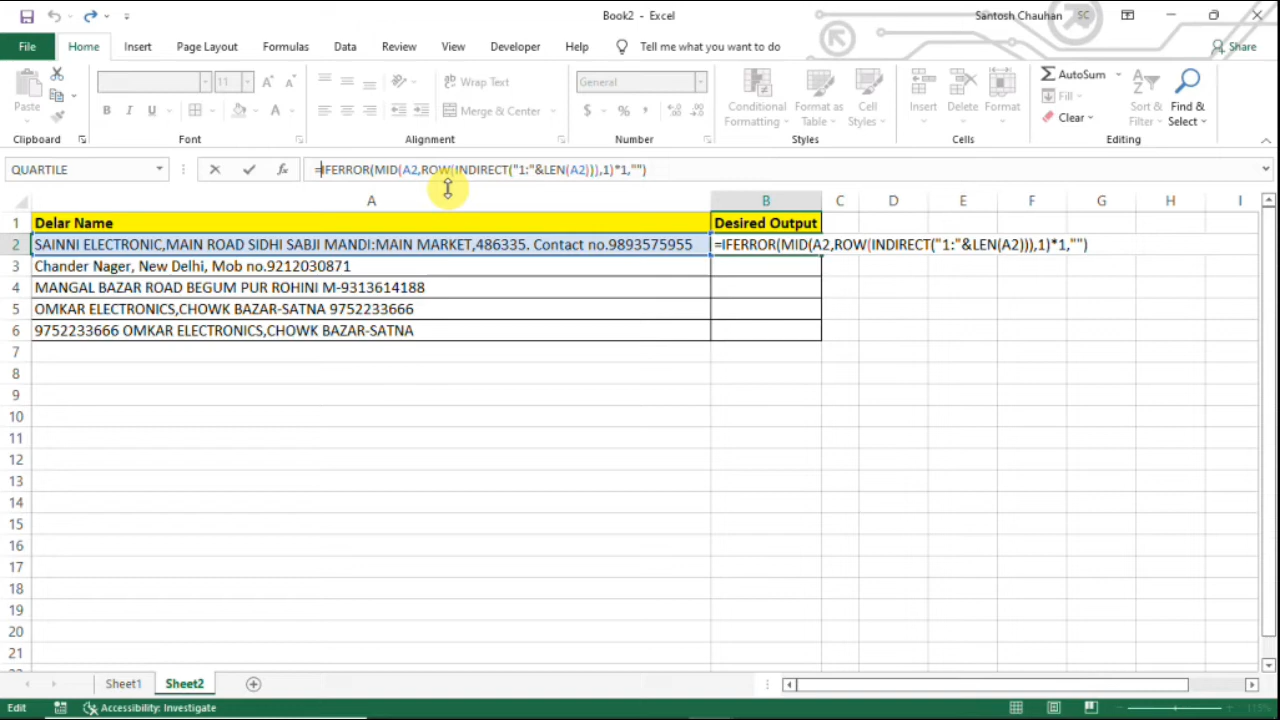 Book2 - Excel
Santosh Chauhan
SC
File Home Insert Page Layout Formulas Data Review View Developer Help Tell me what you want to do
Share
Paste
Clipboard
11
B I U
A A
Font
Wrap Text
Merge & Center
Alignment
General
$ % ,
Number
Conditional Formatting
Format as Table
Cell Styles
Styles
Insert
Delete
Format
Cells
AutoSum
Fill
Clear
Sort & Filter
Find & Select
Editing
QUARTILE
fx
=IFERROR(MID(A2,ROW(INDIRECT("1:"&LEN(A2))),1)*1,"")
A B C D E F G H I
1 Delar Name Desired Output
2 SAINNI ELECTRONIC,MAIN ROAD SIDHI SABJI MANDI:MAIN MARKET,486335. Contact no.9893575955 =IFERROR(MID(A2,ROW(INDIRECT("1:"&LEN(A2))),1)*1,"")
3 Chander Nager, New Delhi, Mob no.9212030871
4 MANGAL BAZAR ROAD BEGUM PUR ROHINI M-9313614188
5 OMKAR ELECTRONICS,CHOWK BAZAR-SATNA 9752233666
6 9752233666 OMKAR ELECTRONICS,CHOWK BAZAR-SATNA
7
8
9
10
11
12
13
14
15
16
17
18
19
20
21
Sheet1 Sheet2
Edit Accessibility: Investigate
115%